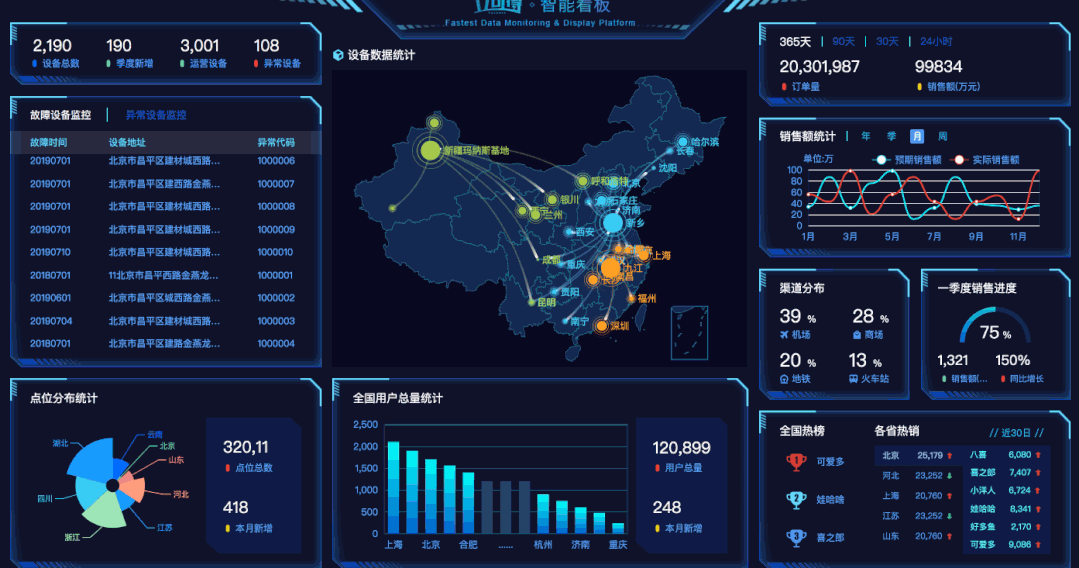 智能看板
Fastest Data Monitoring & Display Platform
2,190 190 3,001 108
设备总数 季度新增 运营设备 异常设备
故障设备监控 异常设备监控
故障时间 设备地址 异常代码
20190701 北京市昌平区建材城西路... 1000006
20190701 北京市昌平区建西路金燕... 1000007
20190701 北京市昌平区建材城西路... 1000008
20190701 北京市昌平区建材城西路... 1000009
20190710 北京市昌平区建材城西路... 1000010
20180701 11北京市昌平西路金燕龙... 1000001
20190601 北京市昌平区城西路金燕... 1000002
20190704 北京市昌平区建材城西路... 1000003
20180701 北京市昌平区建路金燕龙... 1000004
点位分布统计
云南
北京
山东
河北
江苏
浙江
四川
湖北
320,11
点位总数
418
本月新增
设备数据统计
新疆玛纳斯基地
哈尔滨
长春
沈阳
呼和浩特
银川
石家庄
济南
兰州
新乡
西安
成都
重庆
上海
九江
贵阳
昆明
福州
南宁
深圳
全国用户总量统计
2,500
2,000
1,500
1,000
500
0
上海 北京 合肥 ...... 杭州 济南 重庆
120,899
用户总量
248
本月新增
365天 90天 30天 24小时
20,301,987 99834
订单量 销售额(万元)
销售额统计 年 季 月 周
单位:万 预期销售额 实际销售额
100
80
60
40
20
0
1月 3月 5月 7月 9月 11月
渠道分布
39 % 28 %
机场 商场
20 % 13 %
地铁 火车站
一季度销售进度
75 %
1,321 150%
销售额(... 同比增长
全国热榜
1 可爱多
2 娃哈哈
3 喜之郎
各省热销 // 近30日 //
北京 25,179
河北 23,252
上海 20,760
江苏 23,252
山东 20,760
八喜 6,080
喜之郎 7,407
小洋人 6,724
娃哈哈 8,341
好多鱼 2,170
可爱多 9,086